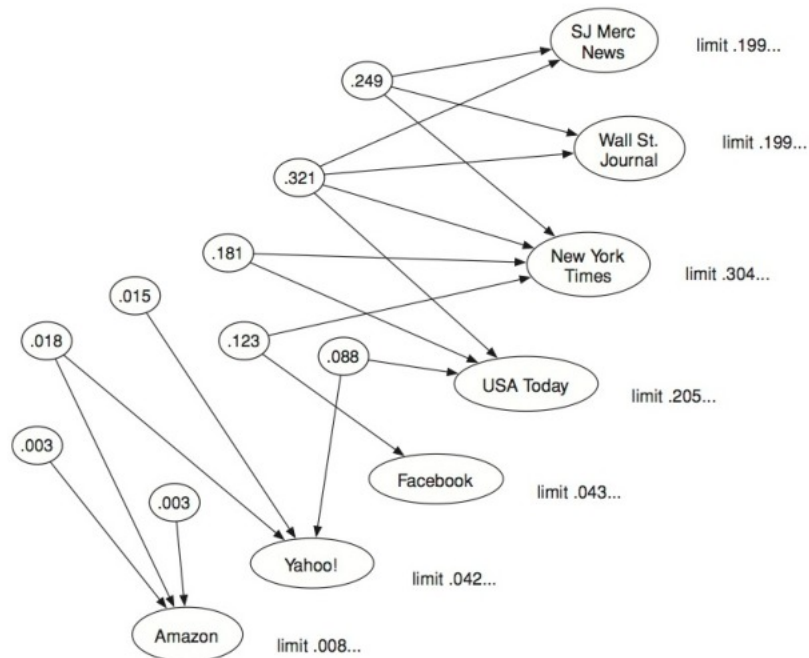 SJ Merc
News
limit .199...
.249
Wall St.
Journal
limit .199...
.321
.181
New York
Times
limit .304...
.015
.018
.123
.088
USA Today
limit .205...
.003
Facebook
limit .043...
.003
Yahoo!
limit .042...
Amazon
limit .008...